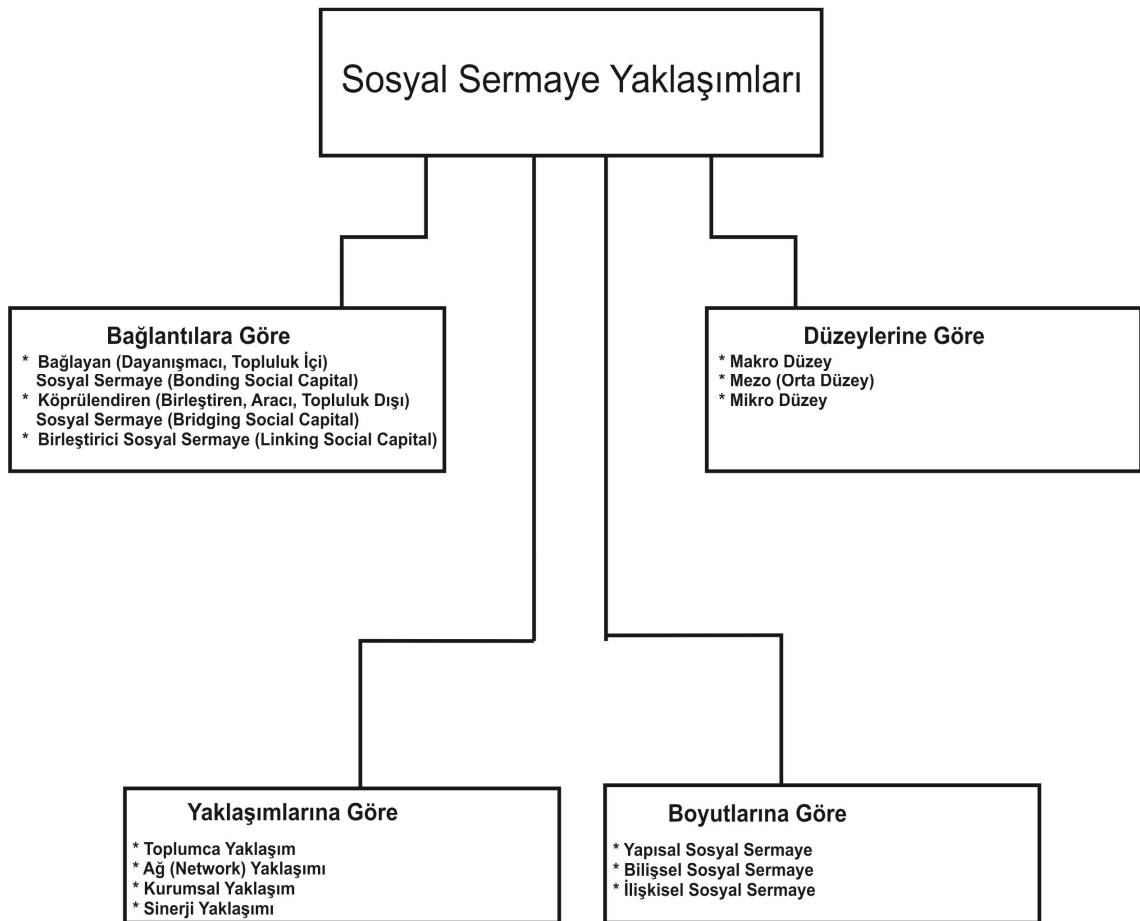 Sosyal Sermaye Yaklaşımları
Bağlantılara Göre
* Bağlayan (Dayanışmacı, Topluluk İçi)
Sosyal Sermaye (Bonding Social Capital)
* Köprülendiren (Birleştiren, Aracı, Topluluk Dışı)
Sosyal Sermaye (Bridging Social Capital)
* Birleştirici Sosyal Sermaye (Linking Social Capital)
Düzeylerine Göre
* Makro Düzey
* Mezo (Orta Düzey)
* Mikro Düzey
Yaklaşımlarına Göre
* Toplumca Yaklaşım
* Ağ (Network) Yaklaşımı
* Kurumsal Yaklaşım
* Sinerji Yaklaşımı
Boyutlarına Göre
* Yapısal Sosyal Sermaye
* Bilişsel Sosyal Sermaye
* İlişkisel Sosyal Sermaye